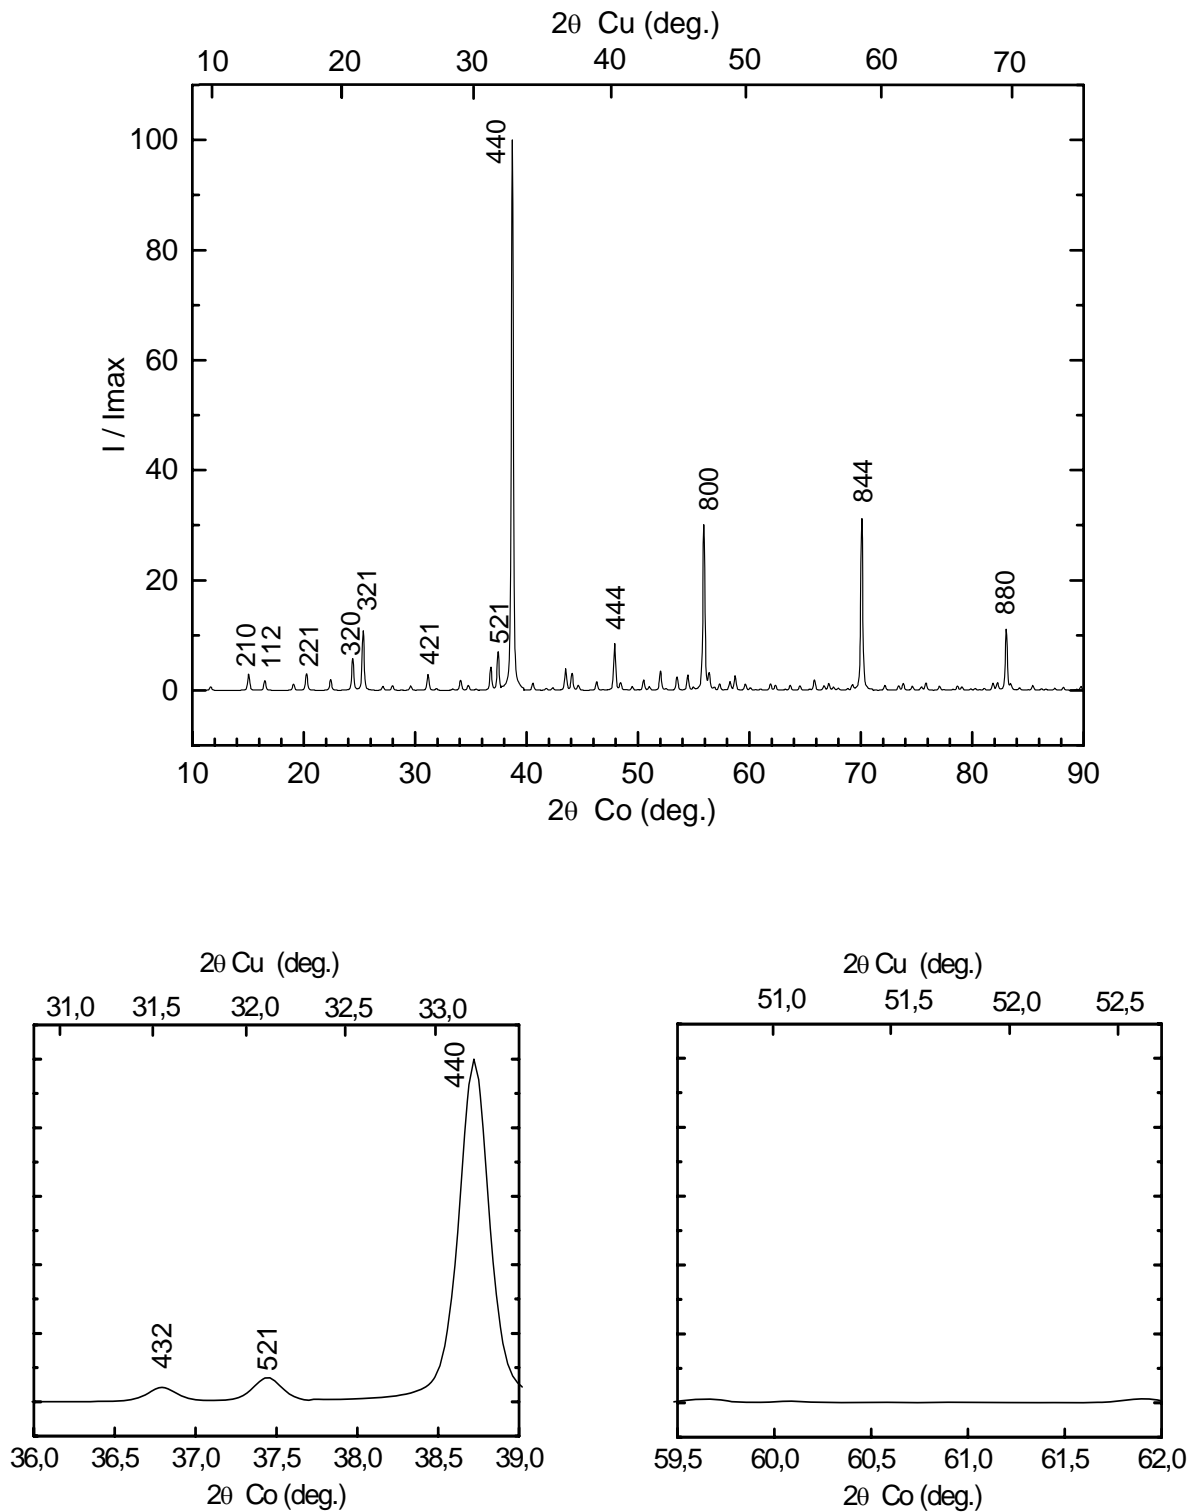 2θ Cu (deg.)
10 20 30 40 50 60 70
100
80
60
40
20
0
I / Imax
210
112
221
320
321
421
521
440
444
800
844
880
10 20 30 40 50 60 70 80 90
2θ Co (deg.)
2θ Cu (deg.)
31,0 31,5 32,0 32,5 33,0
432
521
440
36,0 36,5 37,0 37,5 38,0 38,5 39,0
2θ Co (deg.)
2θ Cu (deg.)
51,0 51,5 52,0 52,5
59,5 60,0 60,5 61,0 61,5 62,0
2θ Co (deg.)